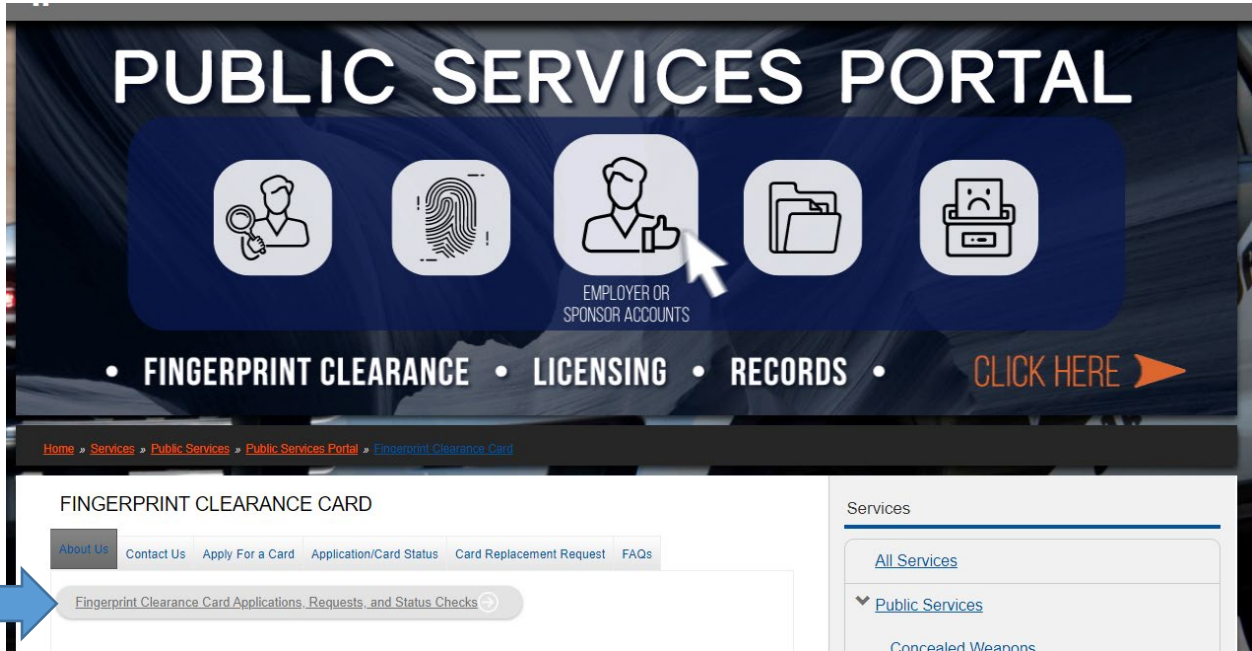 PUBLIC SERVICES PORTAL
EMPLOYER OR
SPONSOR ACCOUNTS
• FINGERPRINT CLEARANCE • LICENSING • RECORDS • CLICK HERE
Home » Services » Public Services » Public Services Portal » Fingerprint Clearance Card
FINGERPRINT CLEARANCE CARD
About Us Contact Us Apply For a Card Application/Card Status Card Replacement Request FAQs
Fingerprint Clearance Card Applications, Requests, and Status Checks
Services
All Services
Public Services
Concealed Weapons